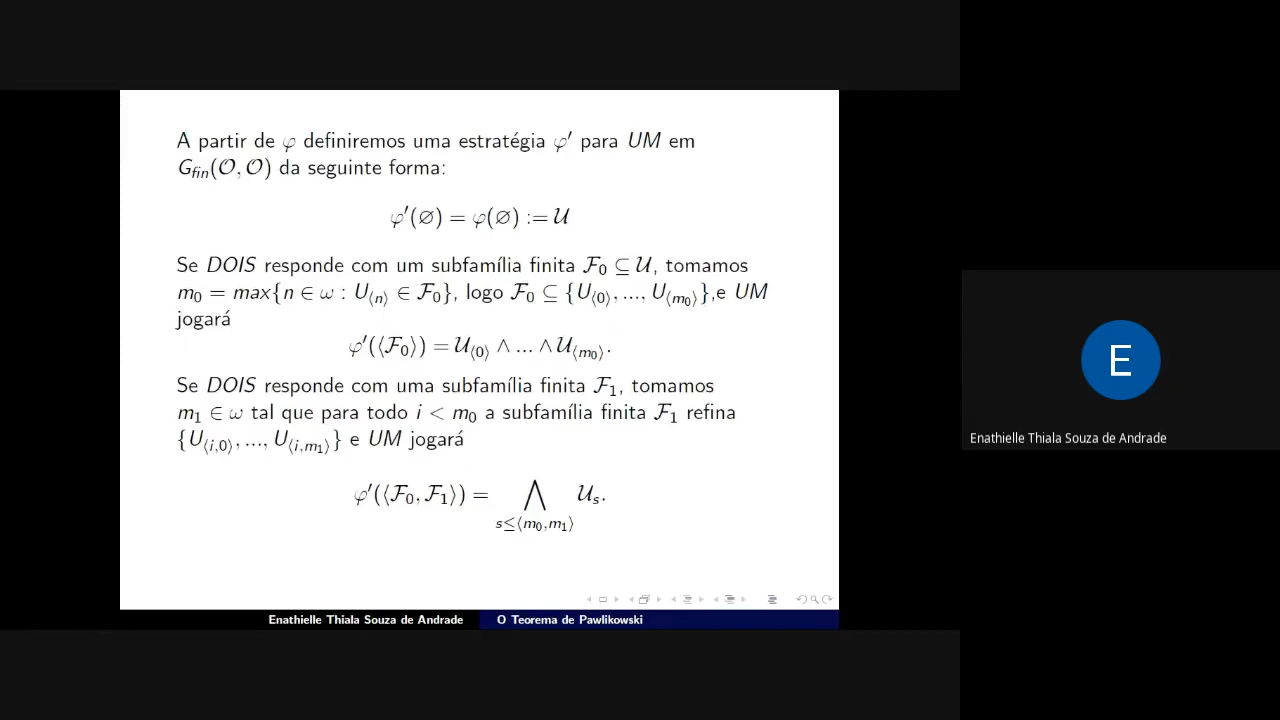 A partir de φ definiremos uma estratégia φ′ para UM em
G_fin(𝒪, 𝒪) da seguinte forma:
φ′(∅) = φ(∅) := 𝒰
Se DOIS responde com um subfamília finita ℱ₀ ⊆ 𝒰, tomamos
m₀ = max{n ∈ ω : U_⟨n⟩ ∈ ℱ₀}, logo ℱ₀ ⊆ {U_⟨0⟩, ..., U_⟨m₀⟩},e UM
jogará
φ′(⟨ℱ₀⟩) = 𝒰_⟨0⟩ ∧ ... ∧ 𝒰_⟨m₀⟩.
Se DOIS responde com uma subfamília finita ℱ₁, tomamos
m₁ ∈ ω tal que para todo i < m₀ a subfamília finita ℱ₁ refina
{U_⟨i,0⟩, ..., U_⟨i,m₁⟩} e UM jogará
φ′(⟨ℱ₀, ℱ₁⟩) = ⋀_{s≤⟨m₀,m₁⟩} 𝒰_s.
Enathielle Thiala Souza de Andrade O Teorema de Pawlikowski
E
Enathielle Thiala Souza de Andrade